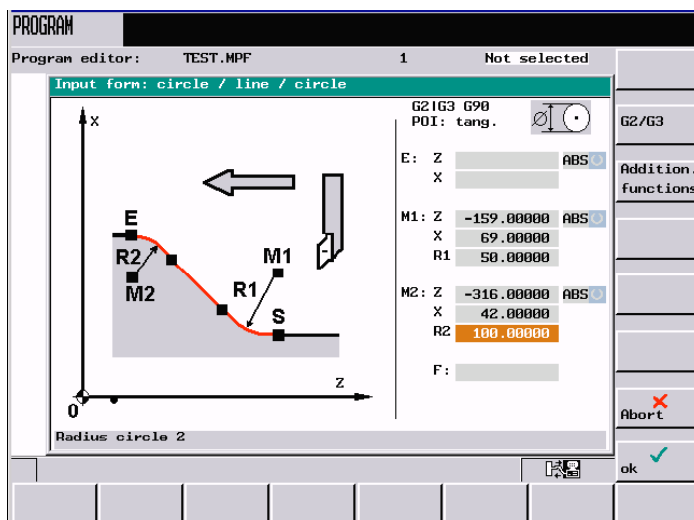 PROGRAM
Program editor: TEST.MPF 1 Not selected
Input form: circle / line / circle
G2IG3 G90
POI: tang.
G2/G3
Addition.
functions
X
E: Z ABS
X
M1: Z -159.00000 ABS
X 69.00000
R1 50.00000
M2: Z -316.00000 ABS
X 42.00000
R2 100.00000
F:
E
R2
M2
M1
R1
S
Z
0
Radius circle 2
Abort
ok